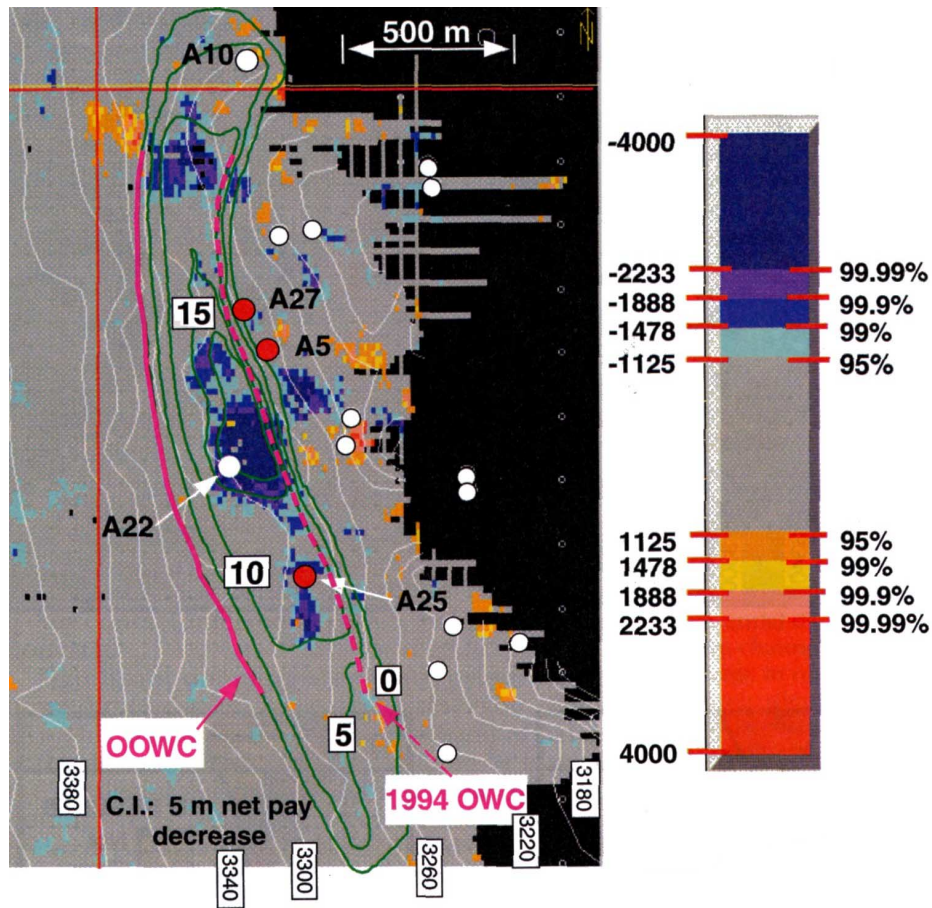 500 m
A10
N
A27
15
A5
A22
10
A25
0
5
OOWC
1994 OWC
C.I.: 5 m net pay
decrease
3380
3340
3300
3260
3220
3180
-4000
-2233 99.99%
-1888 99.9%
-1478 99%
-1125 95%
1125 95%
1478 99%
1888 99.9%
2233 99.99%
4000